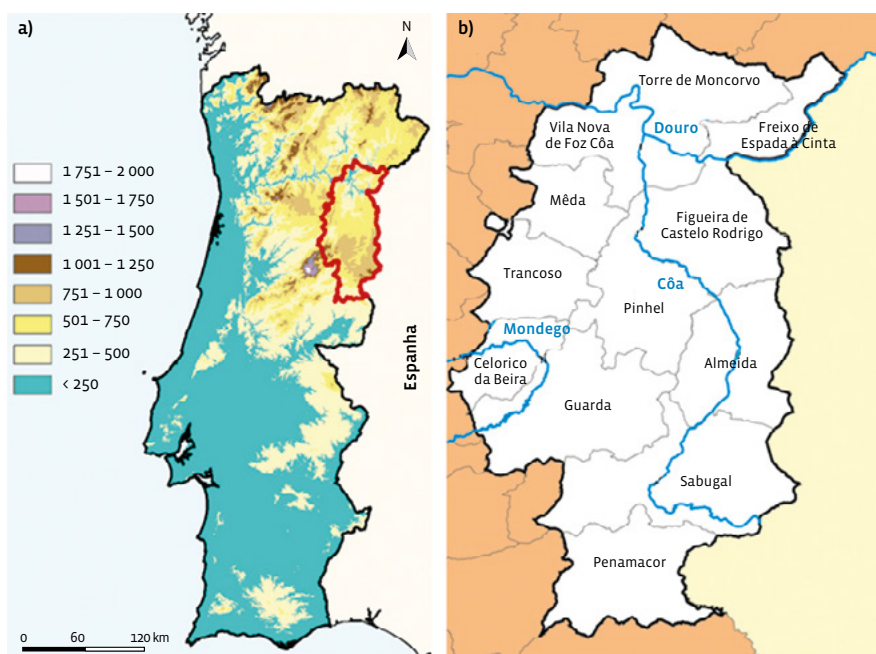 a)
N
1 751 – 2 000
1 501 – 1 750
1 251 – 1 500
1 001 – 1 250
751 – 1 000
501 – 750
251 – 500
< 250
Espanha
0 60 120 km
b)
Torre de Moncorvo
Vila Nova
de Foz Côa
Douro
Freixo de
Espada à Cinta
Mêda
Figueira de
Castelo Rodrigo
Trancoso
Côa
Pinhel
Mondego
Celorico
da Beira
Almeida
Guarda
Sabugal
Penamacor